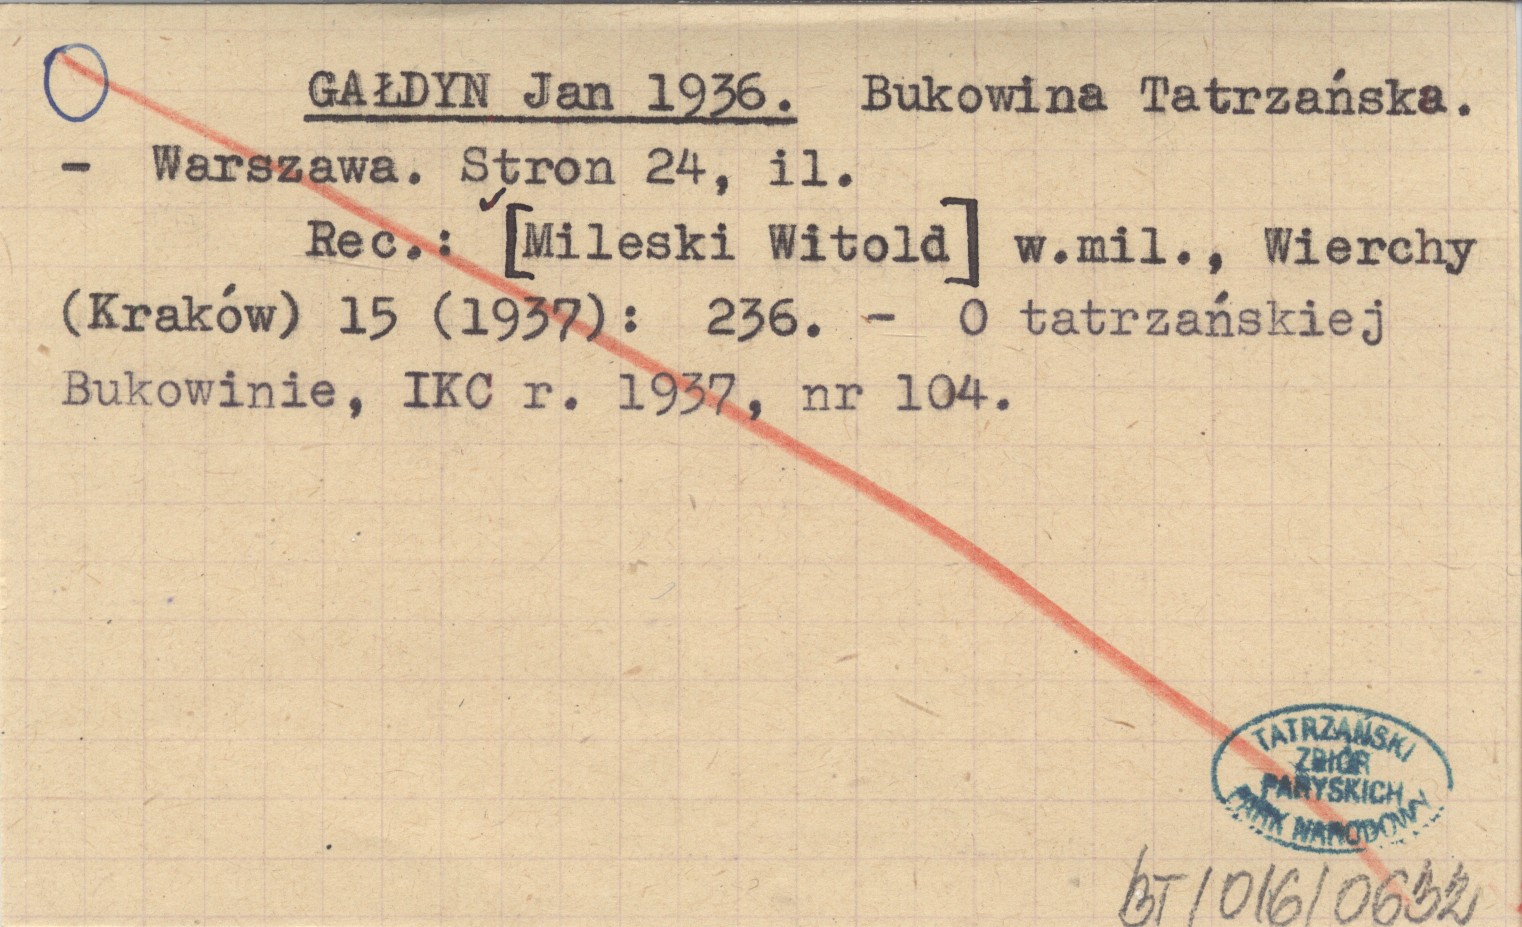 GAŁDYN Jan 1936. Bukowina Tatrzańska.
- Warszawa. Stron 24, il.
Rec.: [Mileski Witold] w.mil., Wierchy
(Kraków) 15 (1937): 236. - O tatrzańskiej
Bukowinie, IKC r. 1937, nr 104.
TATRZAŃSKI
ZBIÓR
PARYSKICH
PARK NARODOWY
BT/016/0632